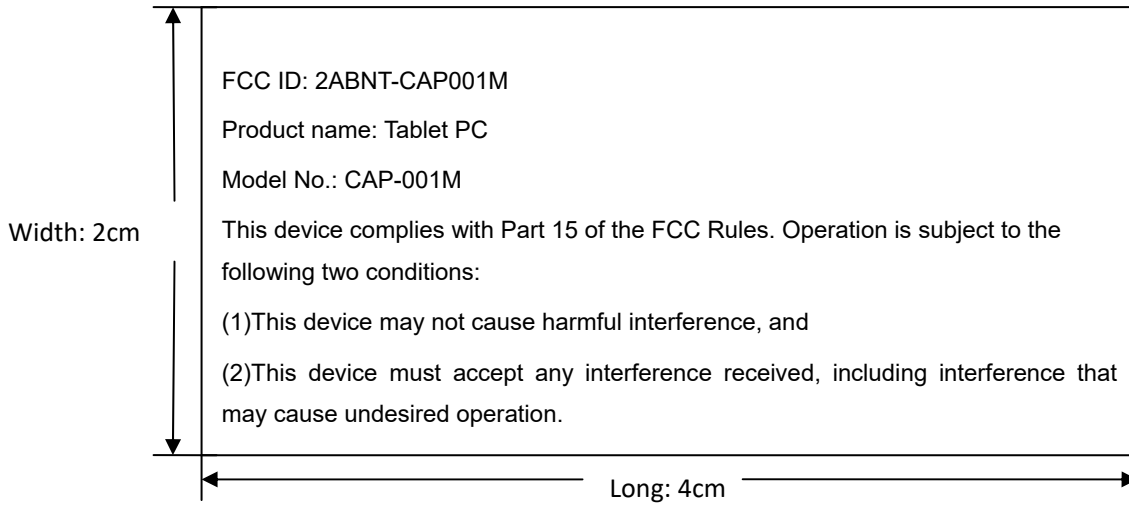 FCC ID: 2ABNT-CAP001M
Product name: Tablet PC
Model No.: CAP-001M
Width: 2cm
This device complies with Part 15 of the FCC Rules. Operation is subject to the
following two conditions:
(1)This device may not cause harmful interference, and
(2)This device must accept any interference received, including interference that
may cause undesired operation.
Long: 4cm